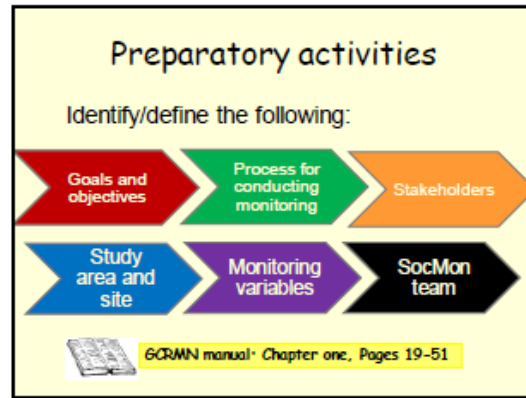 Preparatory activities
Identify/define the following:
Goals and
objectives
Process for
conducting
monitoring
Stakeholders
Study
area and
site
Monitoring
variables
SocMon
team
GCRMN manual· Chapter one, Pages 19-51